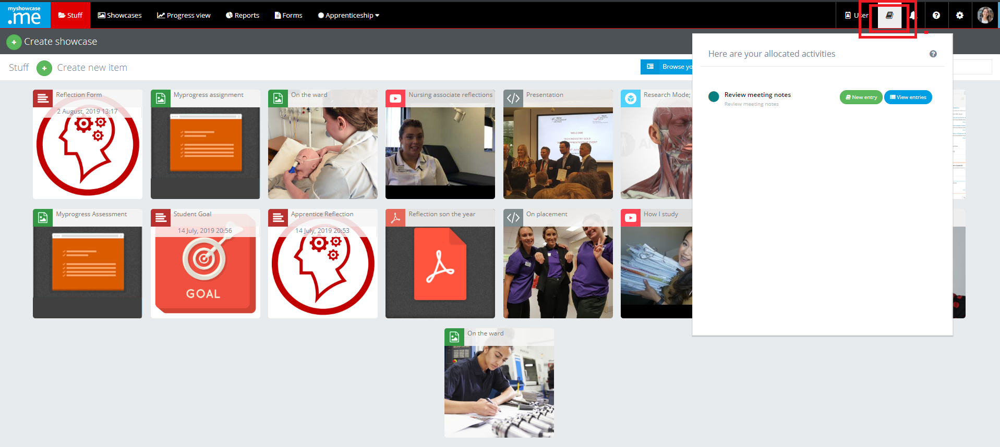 myshowcase
.me
Stuff
Showcases
Progress view
Reports
Forms
Apprenticeship
User
Create showcase
Stuff
Create new item
Browse yo
Here are your allocated activities
Review meeting notes
Review meeting notes
New entry
View entries
Reflection Form
2 August, 2019 13:17
Myprogress assignment
On the ward
Nursing associate reflections
Presentation
WELCOME
Research Mode;
Myprogress Assessment
Student Goal
14 July, 2019 20:56
GOAL
Apprentice Reflection
14 July, 2019 20:53
Reflection son the year
On placement
How I study
On the ward